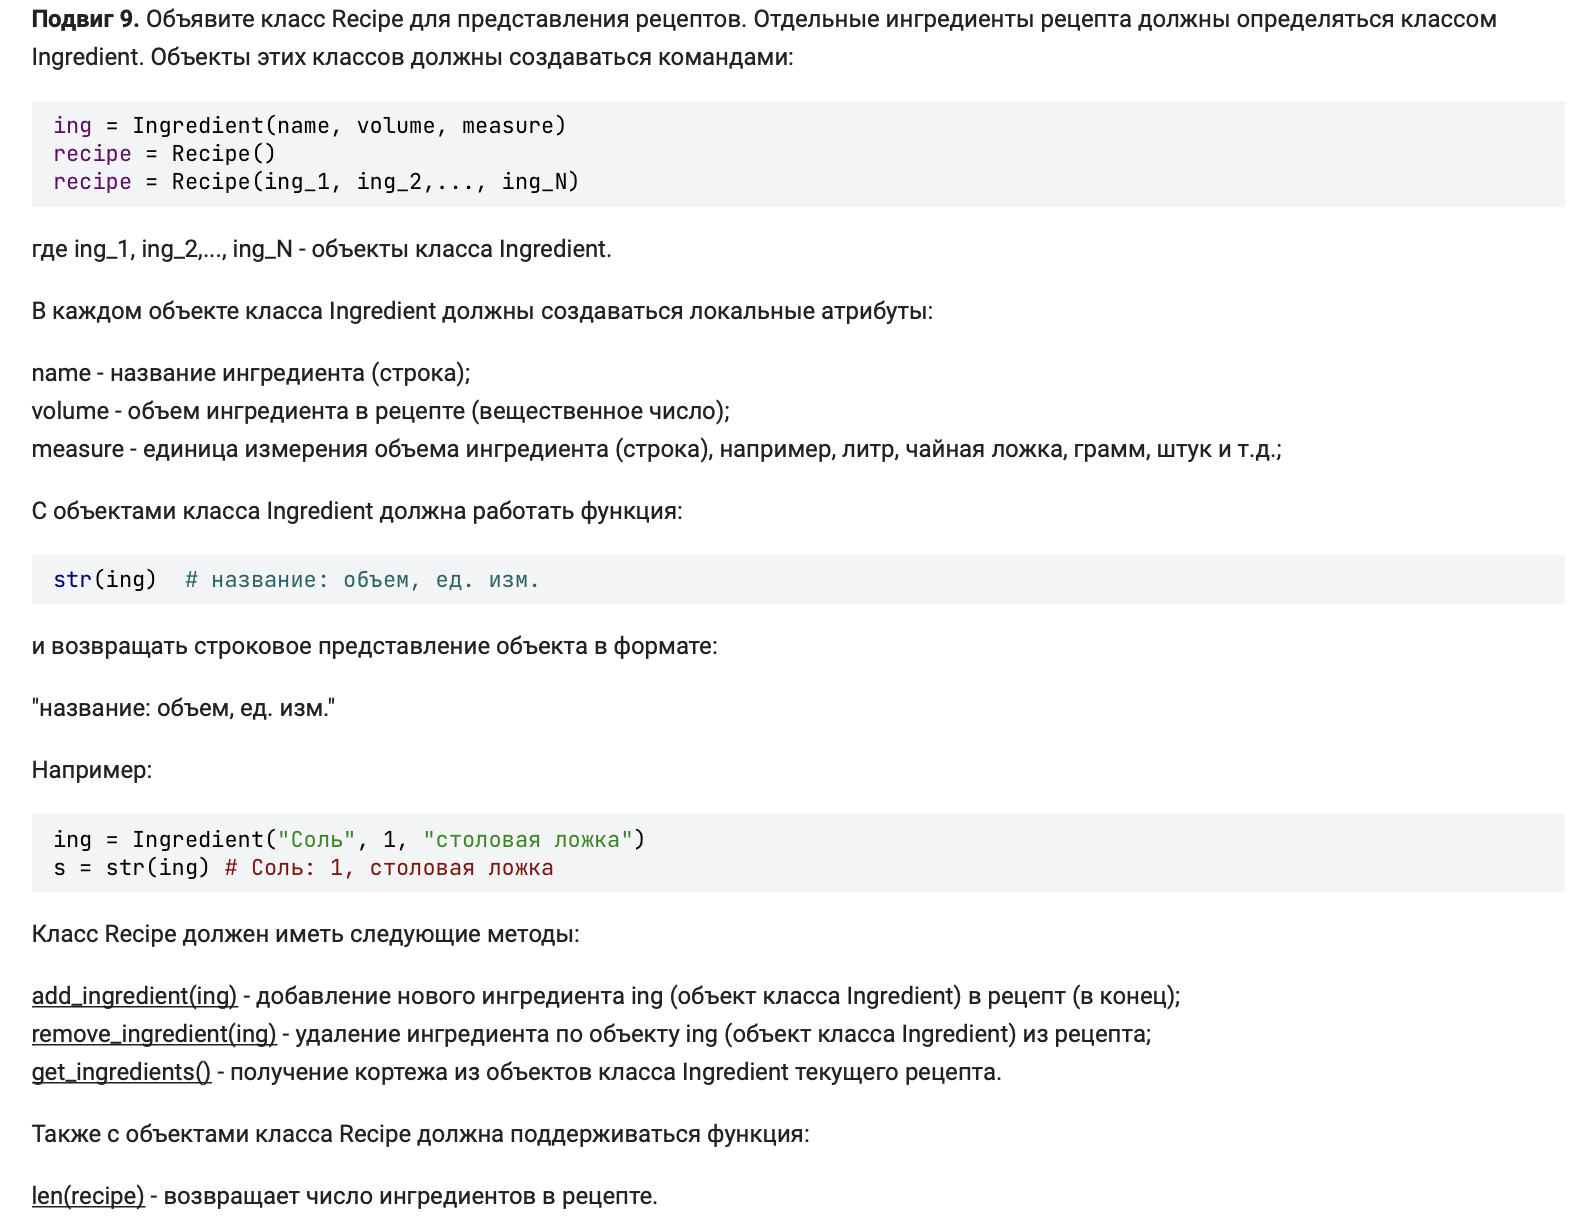 Подвиг 9. Объявите класс Recipe для представления рецептов. Отдельные ингредиенты рецепта должны определяться классом
Ingredient. Объекты этих классов должны создаваться командами:
ing = Ingredient(name, volume, measure)
recipe = Recipe()
recipe = Recipe(ing_1, ing_2,..., ing_N)
где ing_1, ing_2,..., ing_N - объекты класса Ingredient.
В каждом объекте класса Ingredient должны создаваться локальные атрибуты:
name - название ингредиента (строка);
volume - объем ингредиента в рецепте (вещественное число);
measure - единица измерения объема ингредиента (строка), например, литр, чайная ложка, грамм, штук и т.д.;
С объектами класса Ingredient должна работать функция:
str(ing)  # название: объем, ед. изм.
и возвращать строковое представление объекта в формате:
"название: объем, ед. изм."
Например:
ing = Ingredient("Соль", 1, "столовая ложка")
s = str(ing) # Соль: 1, столовая ложка
Класс Recipe должен иметь следующие методы:
add_ingredient(ing) - добавление нового ингредиента ing (объект класса Ingredient) в рецепт (в конец);
remove_ingredient(ing) - удаление ингредиента по объекту ing (объект класса Ingredient) из рецепта;
get_ingredients() - получение кортежа из объектов класса Ingredient текущего рецепта.
Также с объектами класса Recipe должна поддерживаться функция:
len(recipe) - возвращает число ингредиентов в рецепте.